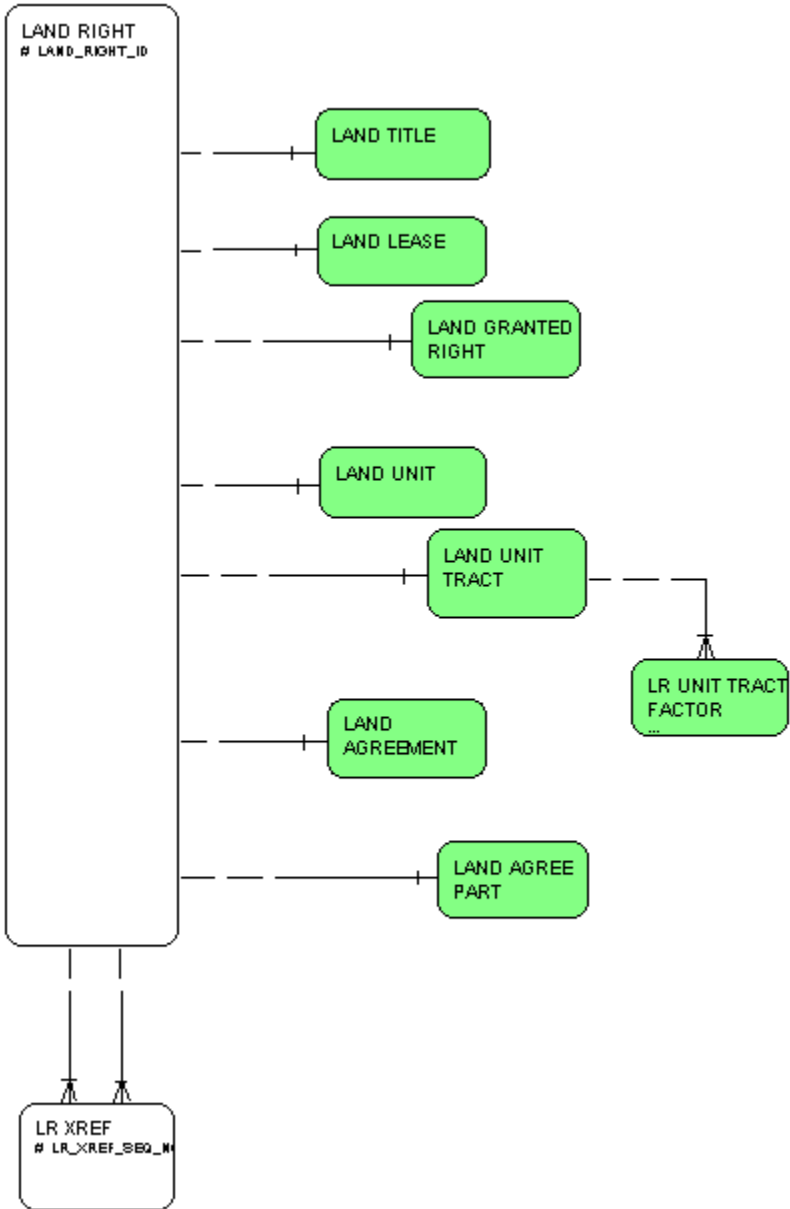 LAND RIGHT
# LAND_RIGHT_ID
LAND TITLE
LAND LEASE
LAND GRANTED
RIGHT
LAND UNIT
LAND UNIT
TRACT
LR UNIT TRACT
FACTOR
...
LAND
AGREEMENT
LAND AGREE
PART
LR XREF
# LR_XREF_SEQ_